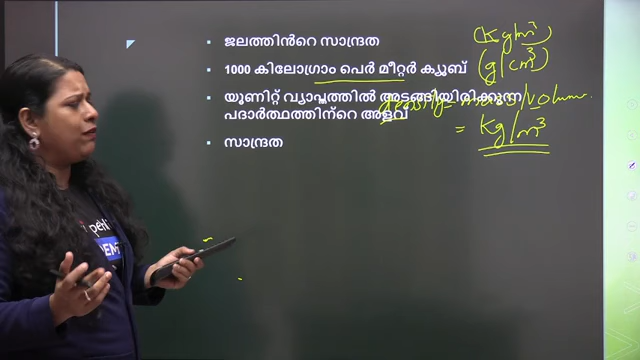 ജലത്തിൻറെ സാന്ദ്രത
(Kg/m³)
1000 കിലോഗ്രാം പെർ മീറ്റർ ക്യൂബ്
(g/cm³)
യൂണിറ്റ് വ്യാപ്തത്തിൽ അടങ്ങിയിരിക്കുന്ന
density = mass/volume.
പദാർത്ഥത്തിന്റെ അളവ്
= Kg/m³
സാന്ദ്രത